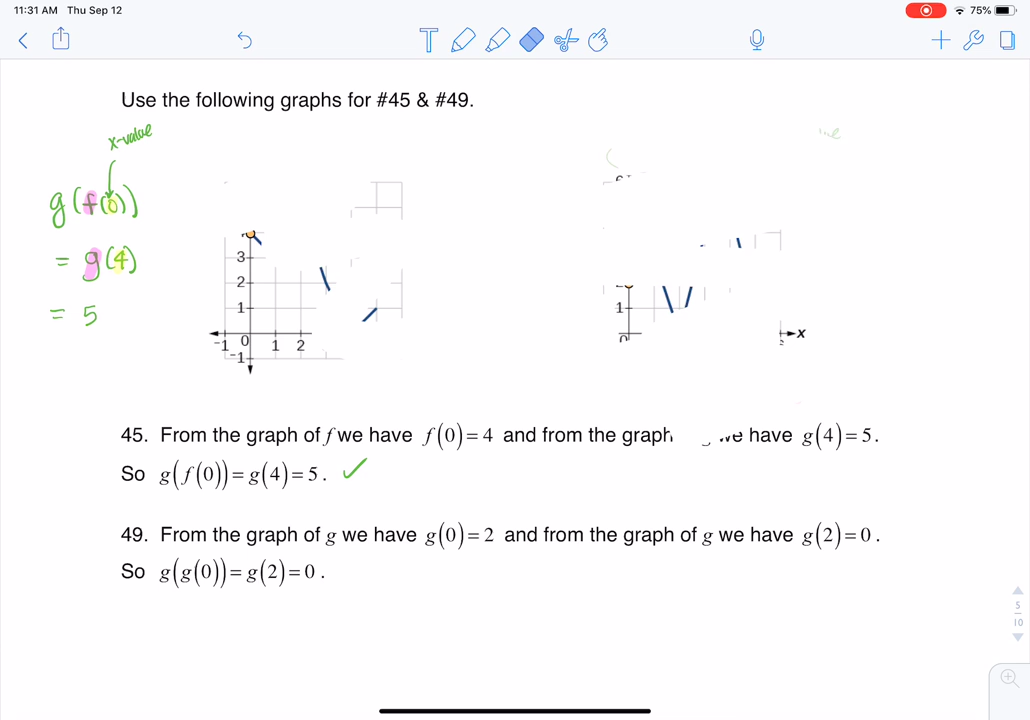 11:31 AM Thu Sep 12
75%
Use the following graphs for #45 & #49.
x-value
g(f(0))
= g(4)
= 5
3
2
1
-1 0 1 2
-1
1
0
x
45. From the graph of f we have f(0)=4 and from the graph we have g(4)=5.
So g(f(0))=g(4)=5. ✓
49. From the graph of g we have g(0)=2 and from the graph of g we have g(2)=0.
So g(g(0))=g(2)=0.
5
10